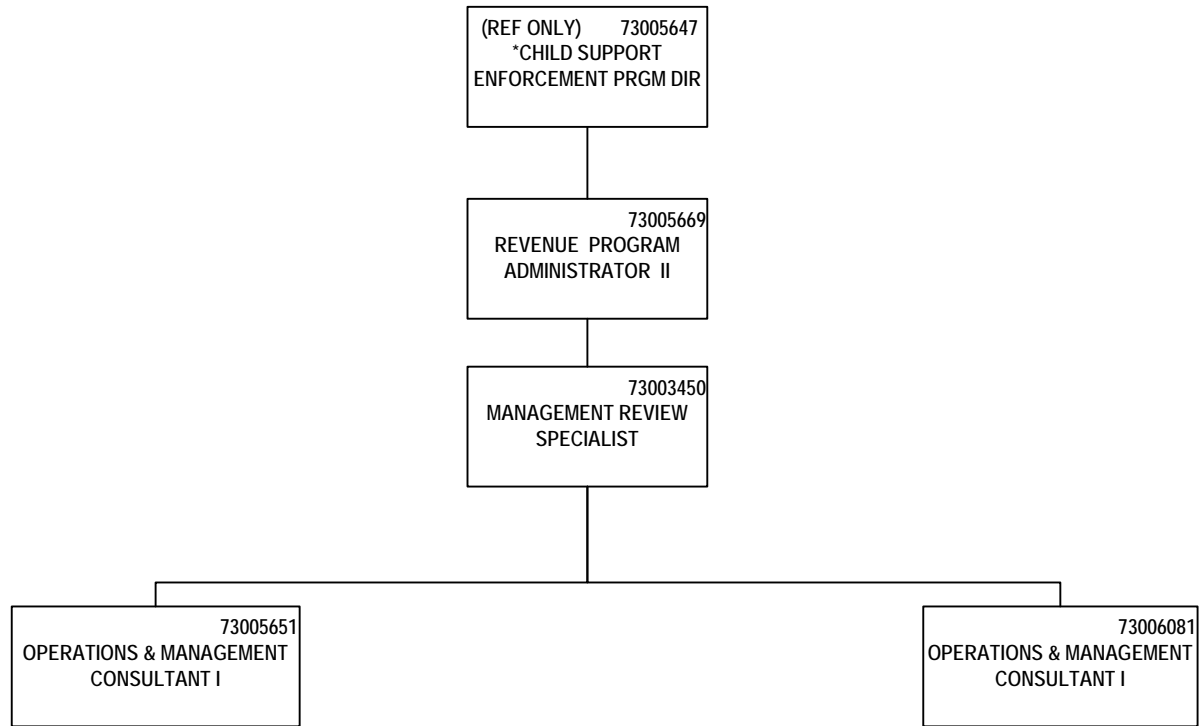 (REF ONLY) 73005647
*CHILD SUPPORT
ENFORCEMENT PRGM DIR
73005669
REVENUE PROGRAM
ADMINISTRATOR II
73003450
MANAGEMENT REVIEW
SPECIALIST
73005651
OPERATIONS & MANAGEMENT
CONSULTANT I
73006081
OPERATIONS & MANAGEMENT
CONSULTANT I